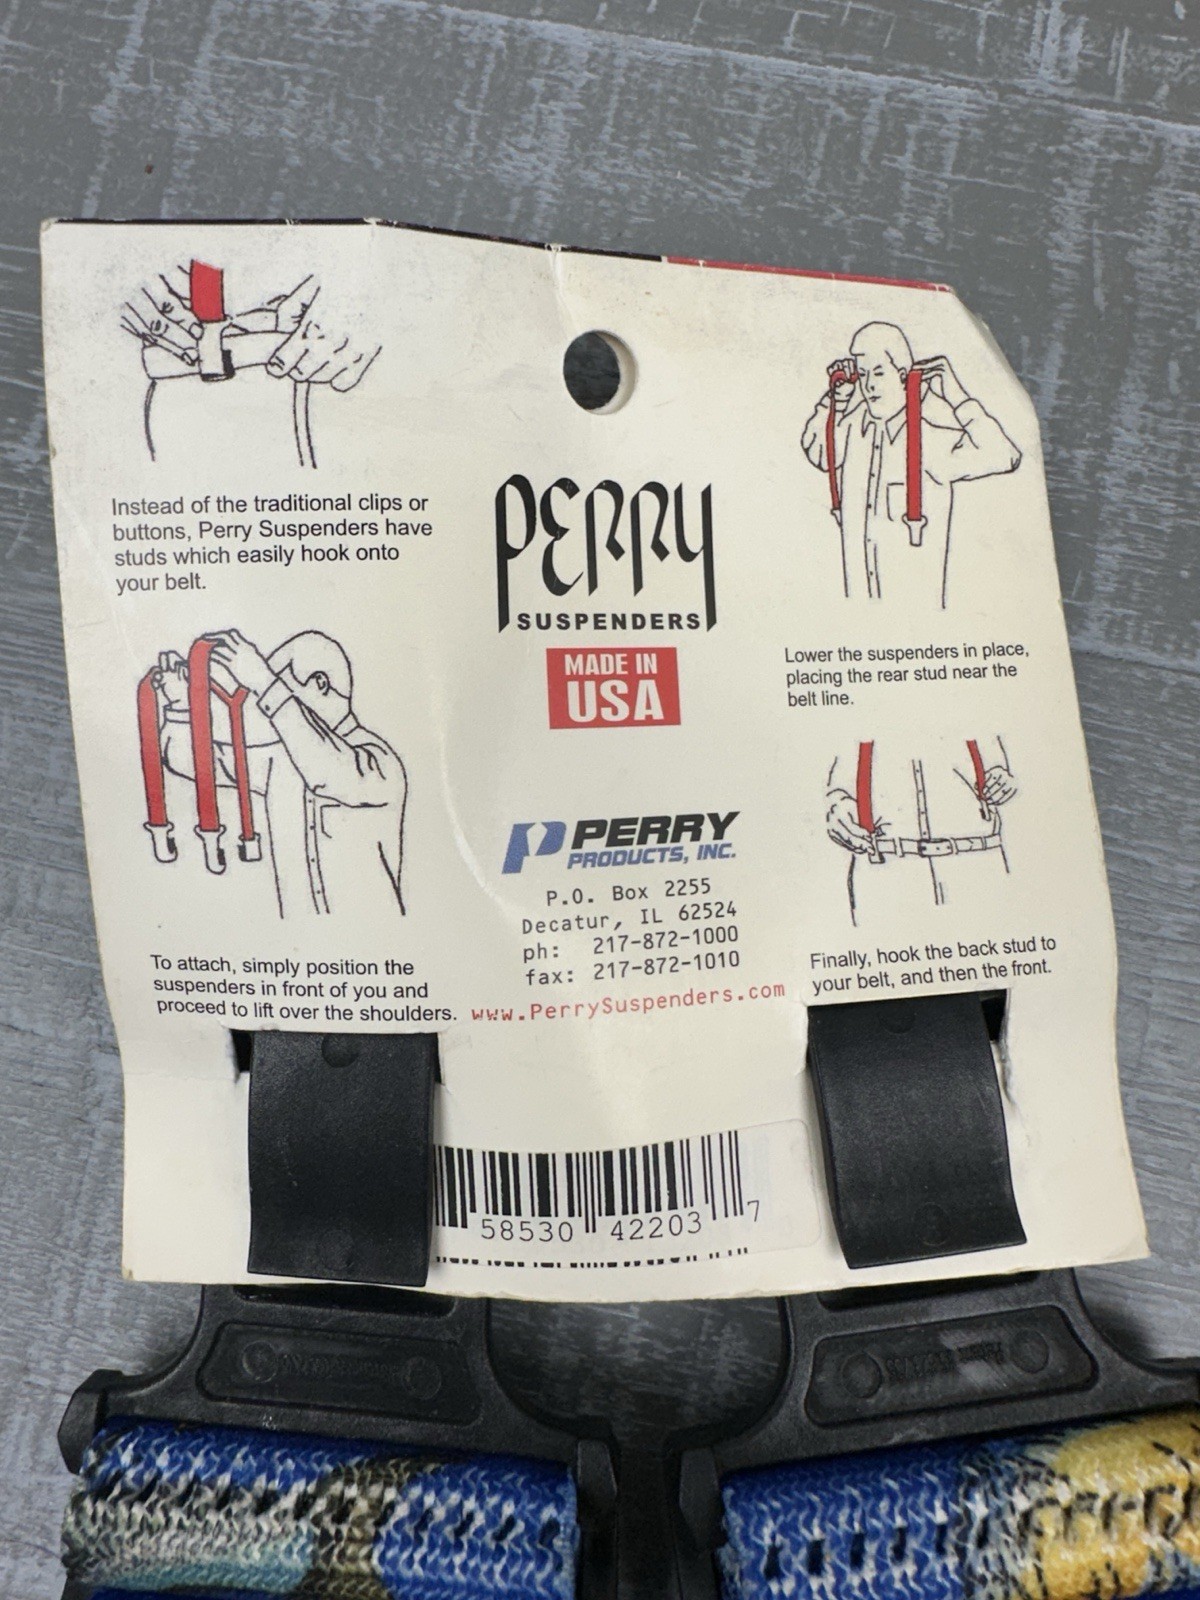 Instead of the traditional clips or
buttons, Perry Suspenders have
studs which easily hook onto
your belt.
To attach, simply position the
suspenders in front of you and
proceed to lift over the shoulders.
PERRY
SUSPENDERS
MADE IN
USA
PERRY
PRODUCTS, INC.
P.O. Box 2255
Decatur, IL 62524
ph: 217-872-1000
fax: 217-872-1010
www.PerrySuspenders.com
Lower the suspenders in place,
placing the rear stud near the
belt line.
Finally, hook the back stud to
your belt, and then the front.
58530 42203 7